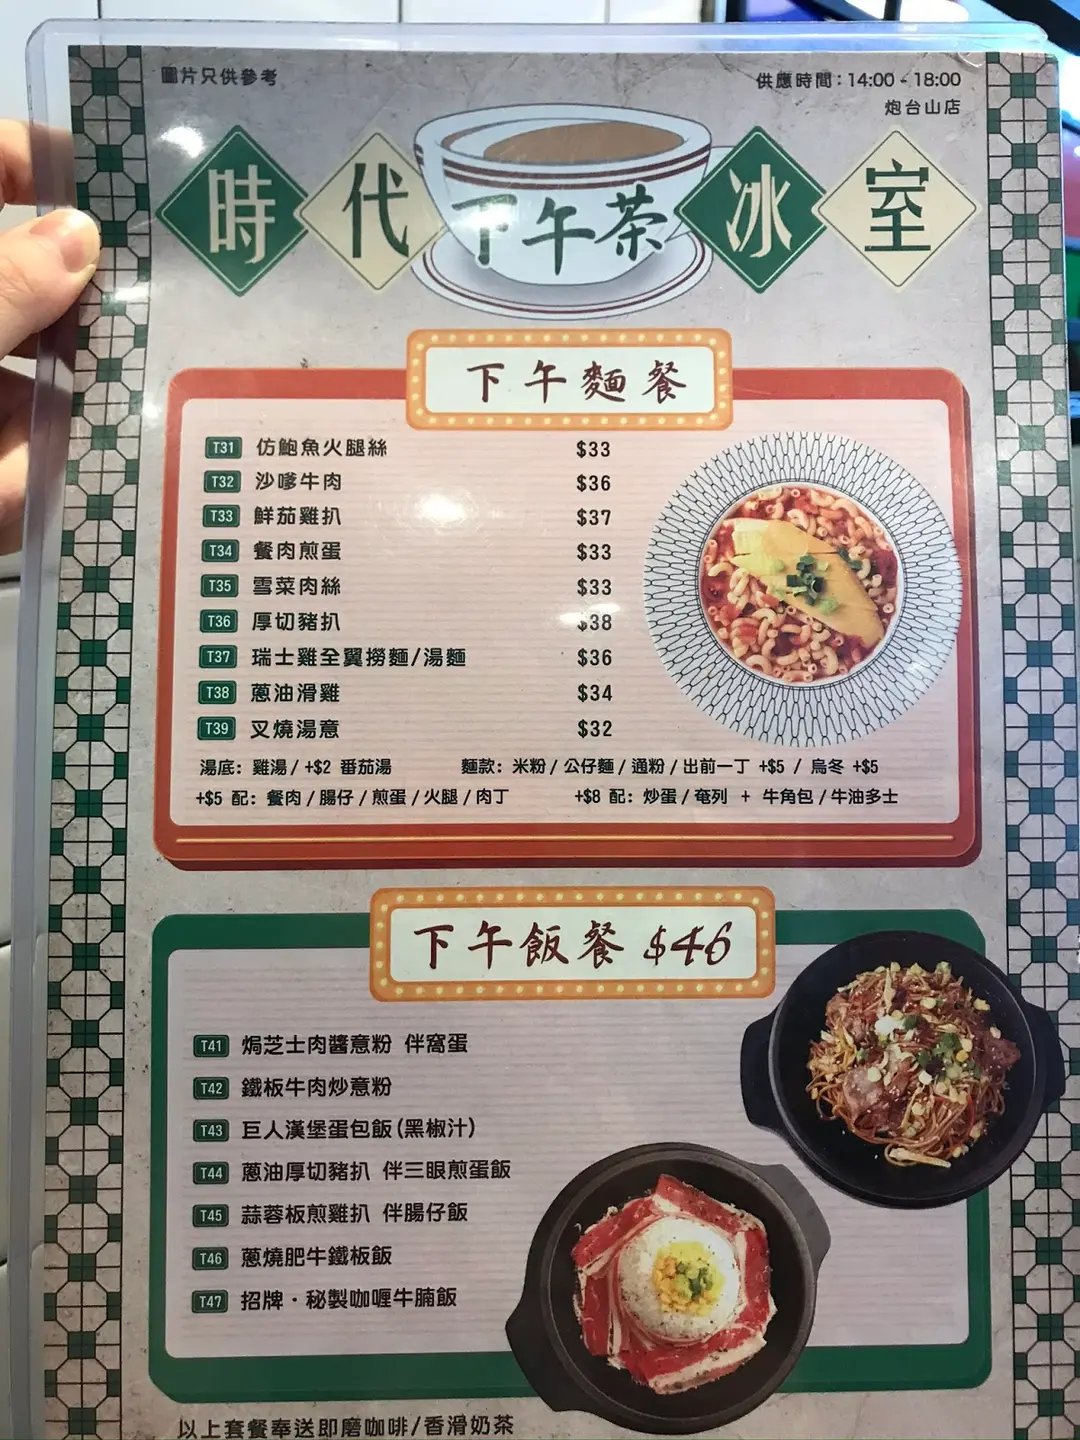 圖片只供參考
供應時間：14:00 - 18:00
炮台山店
時代 下午茶 冰室
下午麵餐
T31 仿鮑魚火腿絲 $33
T32 沙嗲牛肉 $36
T33 鮮茄雞扒 $37
T34 餐肉煎蛋 $33
T35 雪菜肉絲 $33
T36 厚切豬扒 $38
T37 瑞士雞全翼撈麵/湯麵 $36
T38 蔥油滑雞 $34
T39 叉燒湯意 $32
湯底：雞湯 / +$2 番茄湯 麵款：米粉 / 公仔麵 / 通粉 / 出前一丁 +$5 / 烏冬 +$5
+$5 配：餐肉 / 腸仔 / 煎蛋 / 火腿 / 肉丁 +$8 配：炒蛋 / 奄列 + 牛角包 / 牛油多士
下午飯餐 $46
T41 焗芝士肉醬意粉 伴窩蛋
T42 鐵板牛肉炒意粉
T43 巨人漢堡蛋包飯(黑椒汁)
T44 蔥油厚切豬扒 伴三眼煎蛋飯
T45 蒜蓉板煎雞扒 伴腸仔飯
T46 蔥燒肥牛鐵板飯
T47 招牌・秘製咖喱牛腩飯
以上套餐奉送即磨咖啡/香滑奶茶